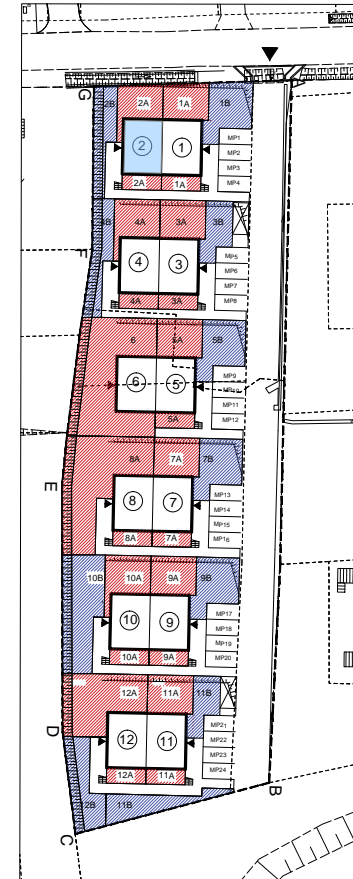 G
2B 2A 1A 1B
2 1
MP1
MP2
MP3
MP4
2A 1A
4A 3A 3B
F
4 3
MP5
MP6
MP7
MP8
4A 3A
6 5A 5B
6 5
MP9
MP11
MP12
5A
8A 7A 7B
E
8 7
MP13
MP14
MP15
MP16
8A 7A
10B 10A 9A 9B
10 9
MP17
MP18
MP19
MP20
10A 9A
12A 11A 11B
D
12 11
MP21
MP22
MP23
MP24
12A 11A
B
11B
C